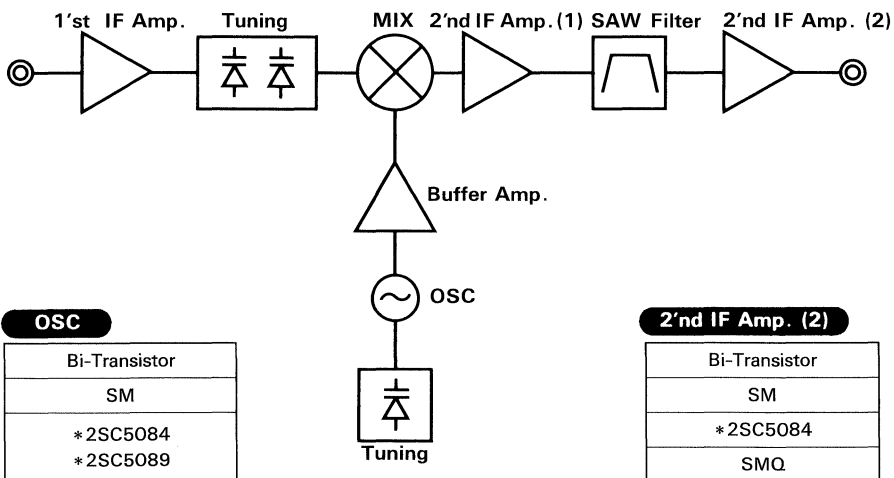 1'st IF Amp. Tuning MIX 2'nd IF Amp. (1) SAW Filter 2'nd IF Amp. (2)
Buffer Amp.
OSC
Tuning
OSC
Bi-Transistor
SM
*2SC5084
*2SC5089
2'nd IF Amp. (2)
Bi-Transistor
SM
*2SC5084
SMQ